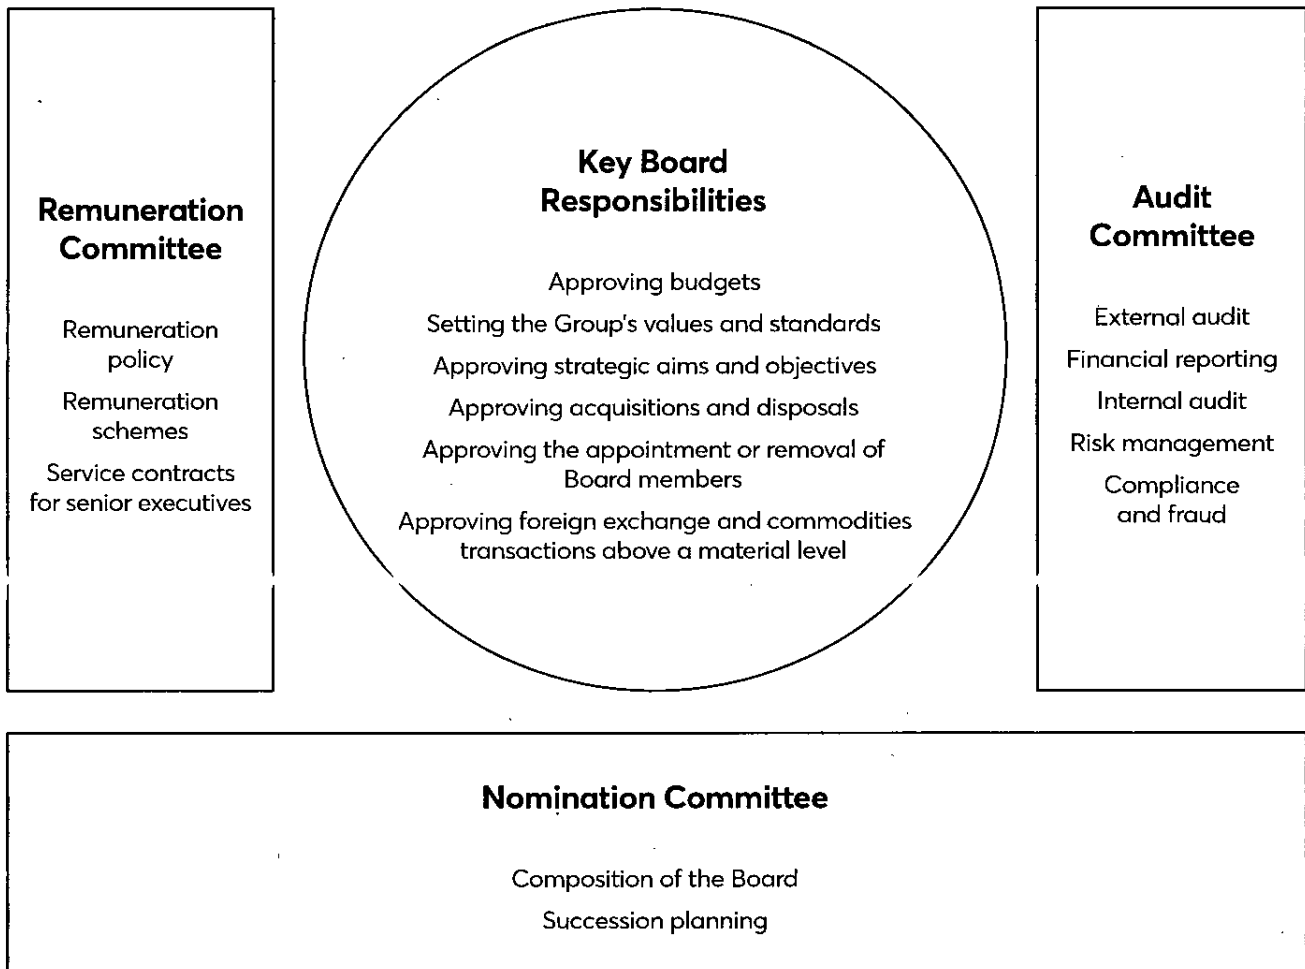 Remuneration
Committee
Remuneration
policy
Remuneration
schemes
Service contracts
for senior executives
Key Board
Responsibilities
Approving budgets
Setting the Group's values and standards
Approving strategic aims and objectives
Approving acquisitions and disposals
Approving the appointment or removal of
Board members
Approving foreign exchange and commodities
transactions above a material level
Audit
Committee
External audit
Financial reporting
Internal audit
Risk management
Compliance
and fraud
Nomination Committee
Composition of the Board
Succession planning